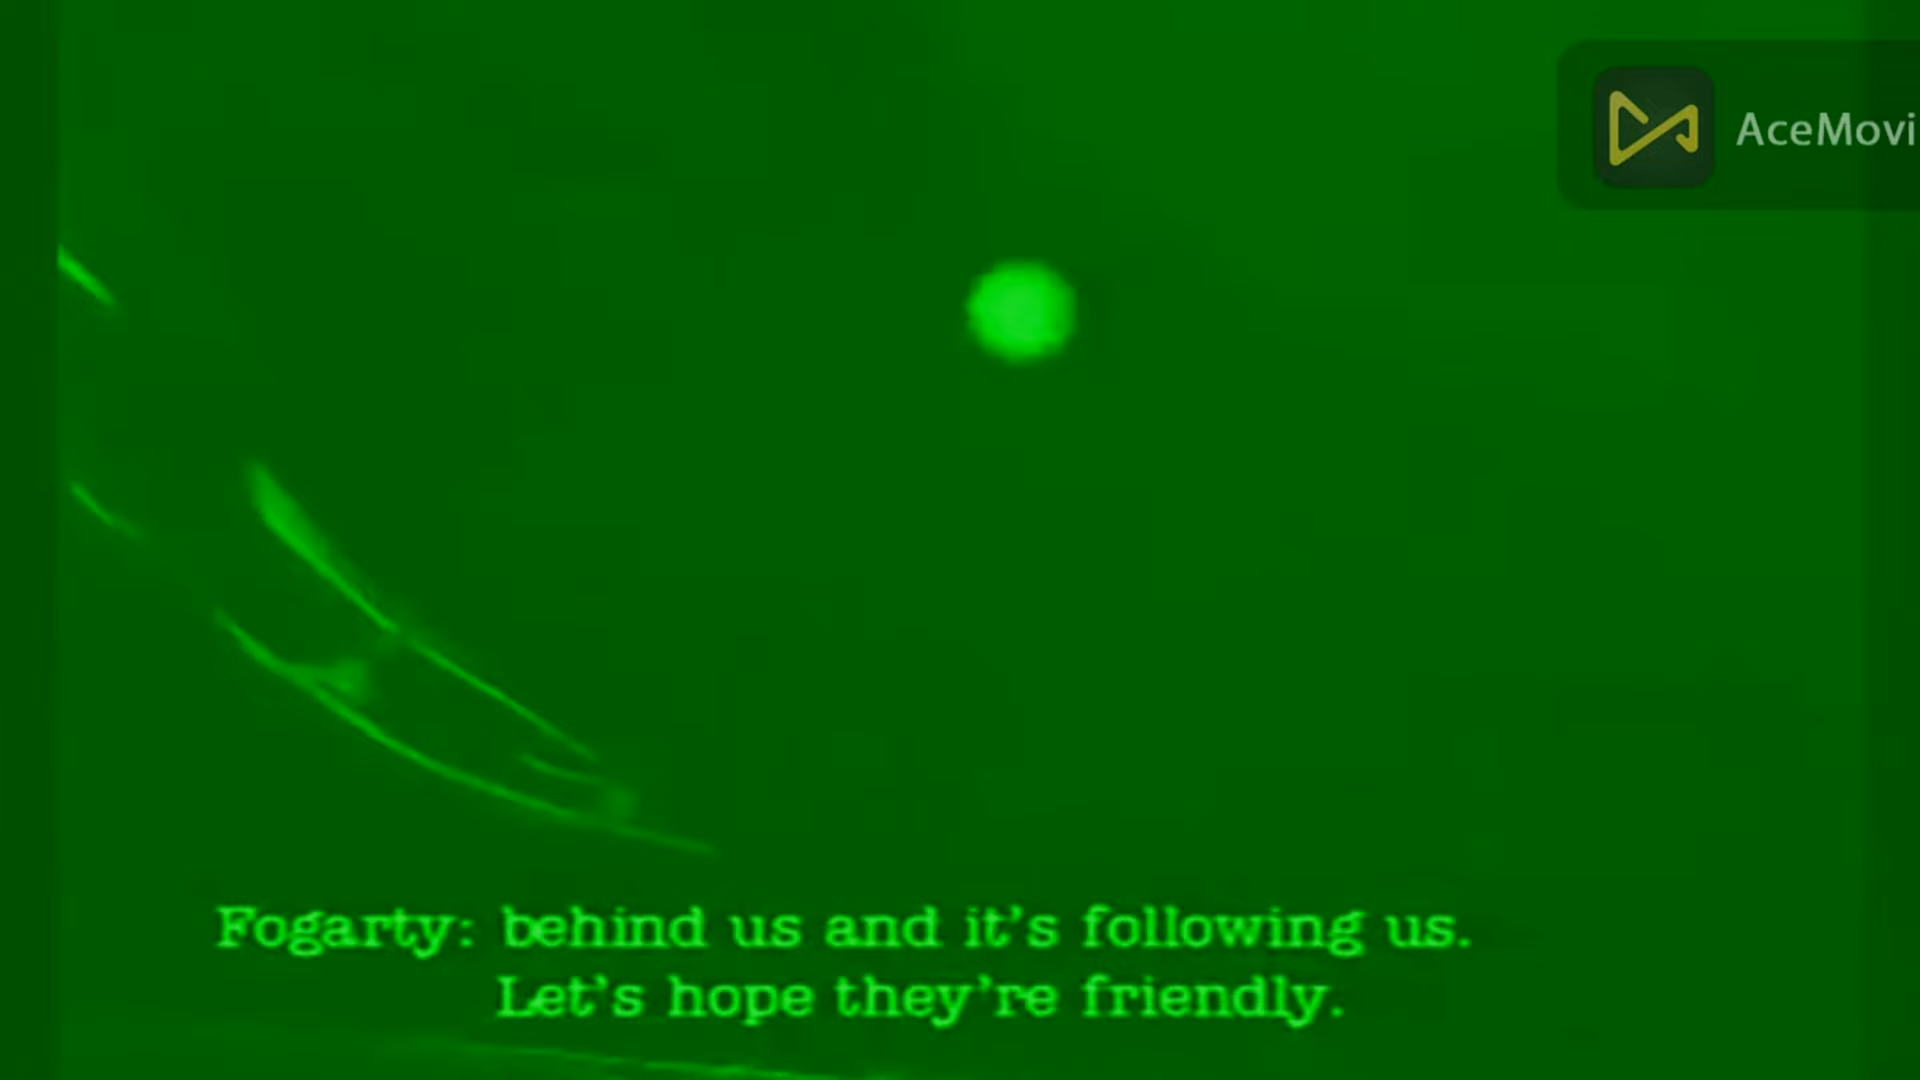 AceMovi
Fogarty: behind us and it's following us.
Let's hope they're friendly.